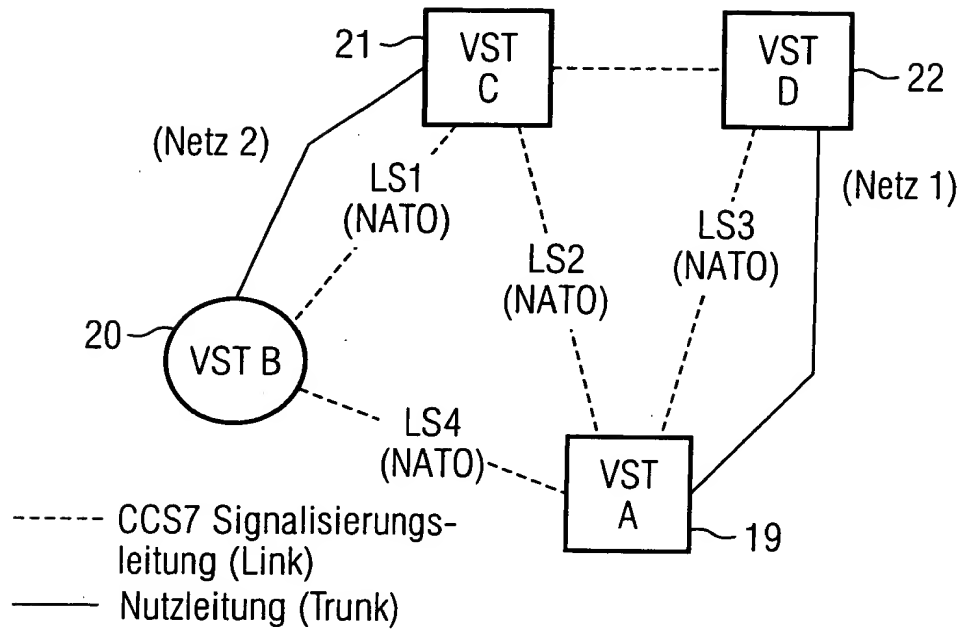 21
VST
C
VST
D
22
(Netz 2)
LS1
(NATO)
(Netz 1)
LS2
(NATO)
LS3
(NATO)
20
VST B
LS4
(NATO)
VST
A
19
CCS7 Signalisierungs-
leitung (Link)
Nutzleitung (Trunk)